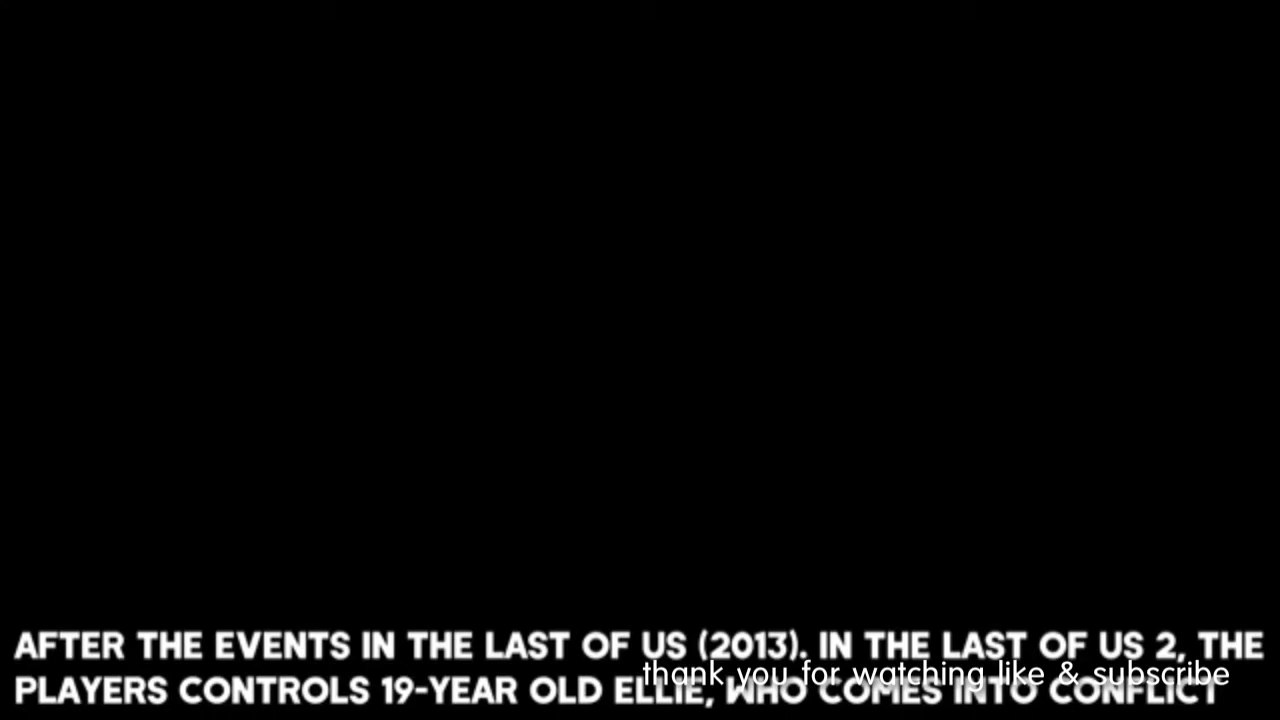 AFTER THE EVENTS IN THE LAST OF US (2013). IN THE LAST OF US 2, THE
thank you for watching like & subscribe
PLAYERS CONTROLS 19-YEAR OLD ELLIE, WHO COMES INTO CONFLICT